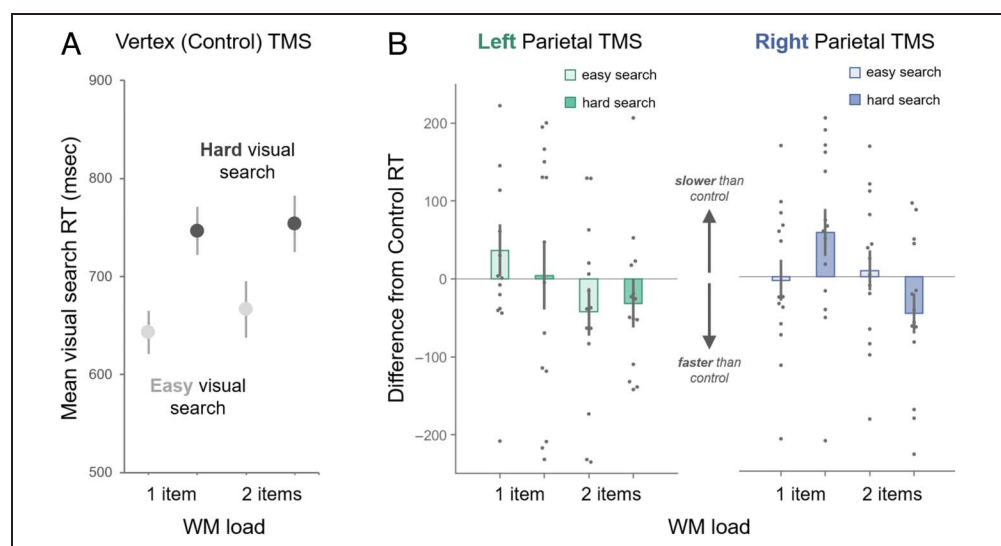 A
Vertex (Control) TMS
Mean visual search RT (msec)
900
800
700
600
500
Hard visual
search
Easy visual
search
1 item
2 items
WM load
B
Left Parietal TMS
easy search
hard search
Difference from Control RT
200
100
0
−100
−200
1 item
2 items
slower than
control
faster than
control
Right Parietal TMS
easy search
hard search
1 item
2 items
WM load